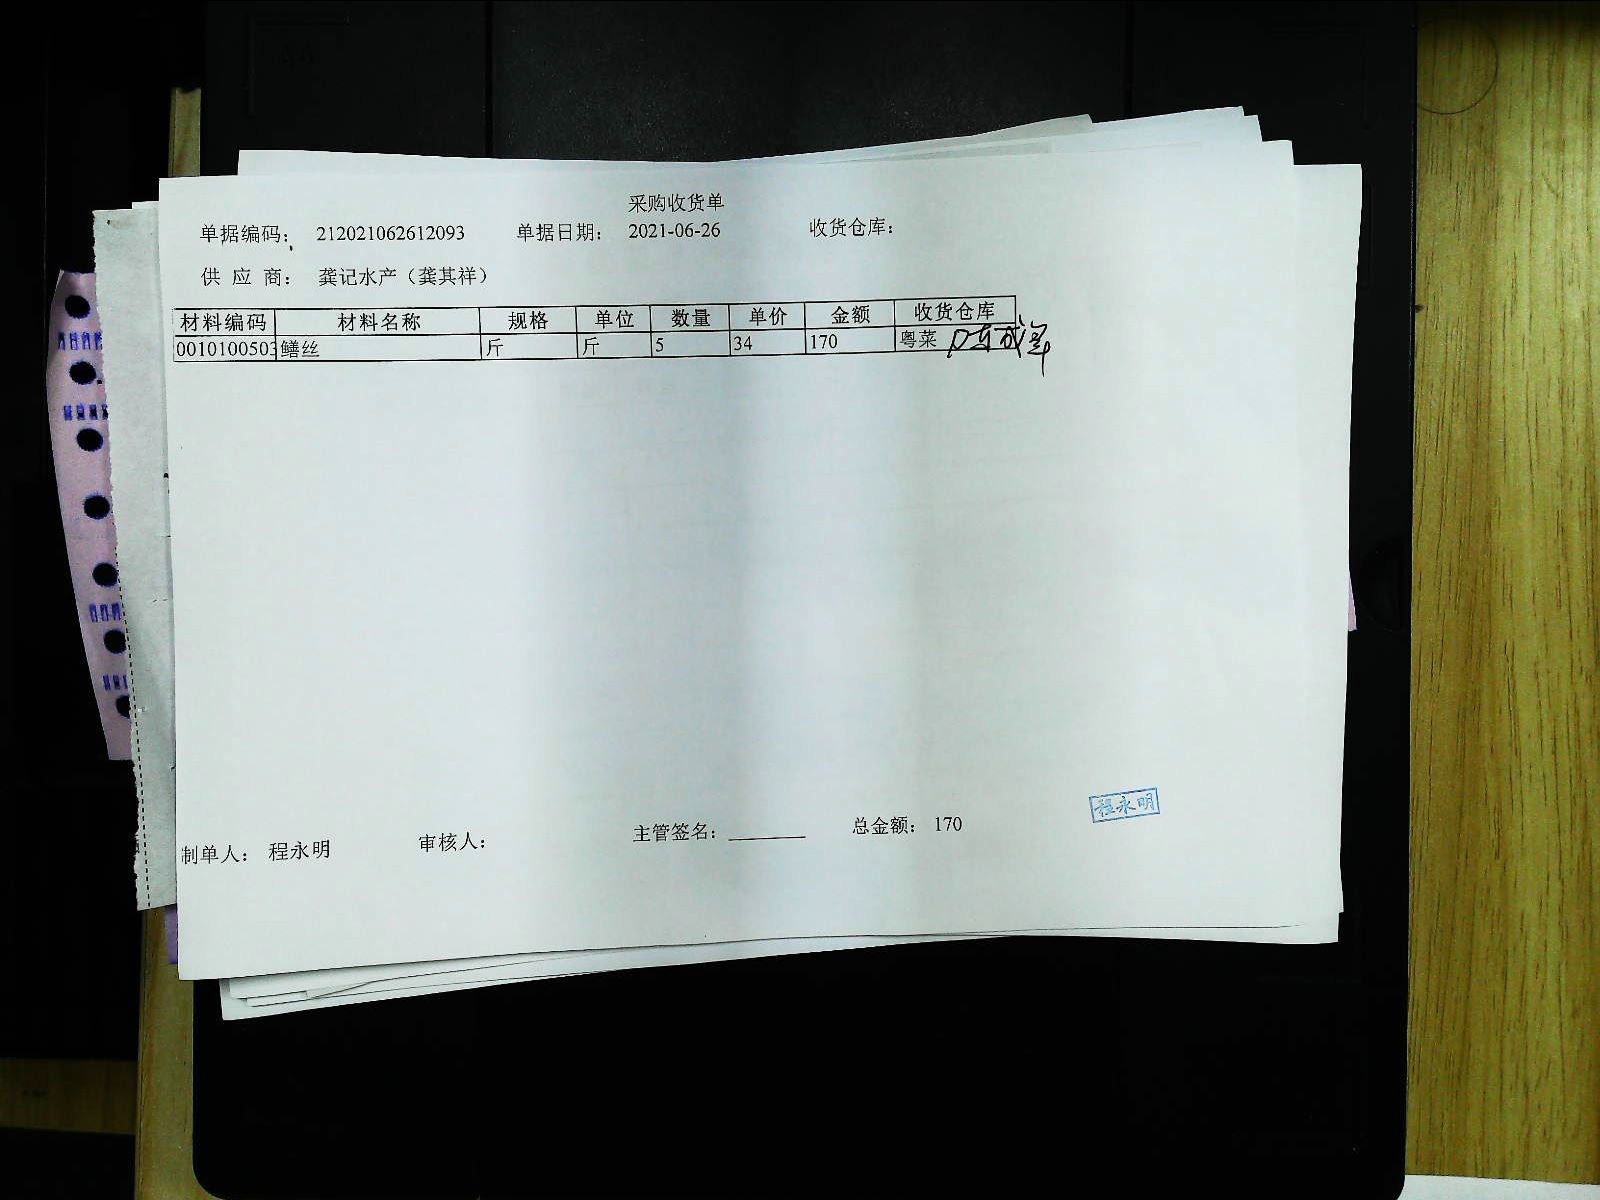 采购收货单
单据编码： 212021062612093 单据日期： 2021-06-26 收货仓库：
供 应 商： 龚记水产（龚其祥）
材料编码 材料名称 规格 单位 数量 单价 金额 收货仓库
0010100503 鳝丝 斤 斤 5 34 170 粤菜
程永明
制单人： 程永明 审核人： 主管签名： 总金额： 170